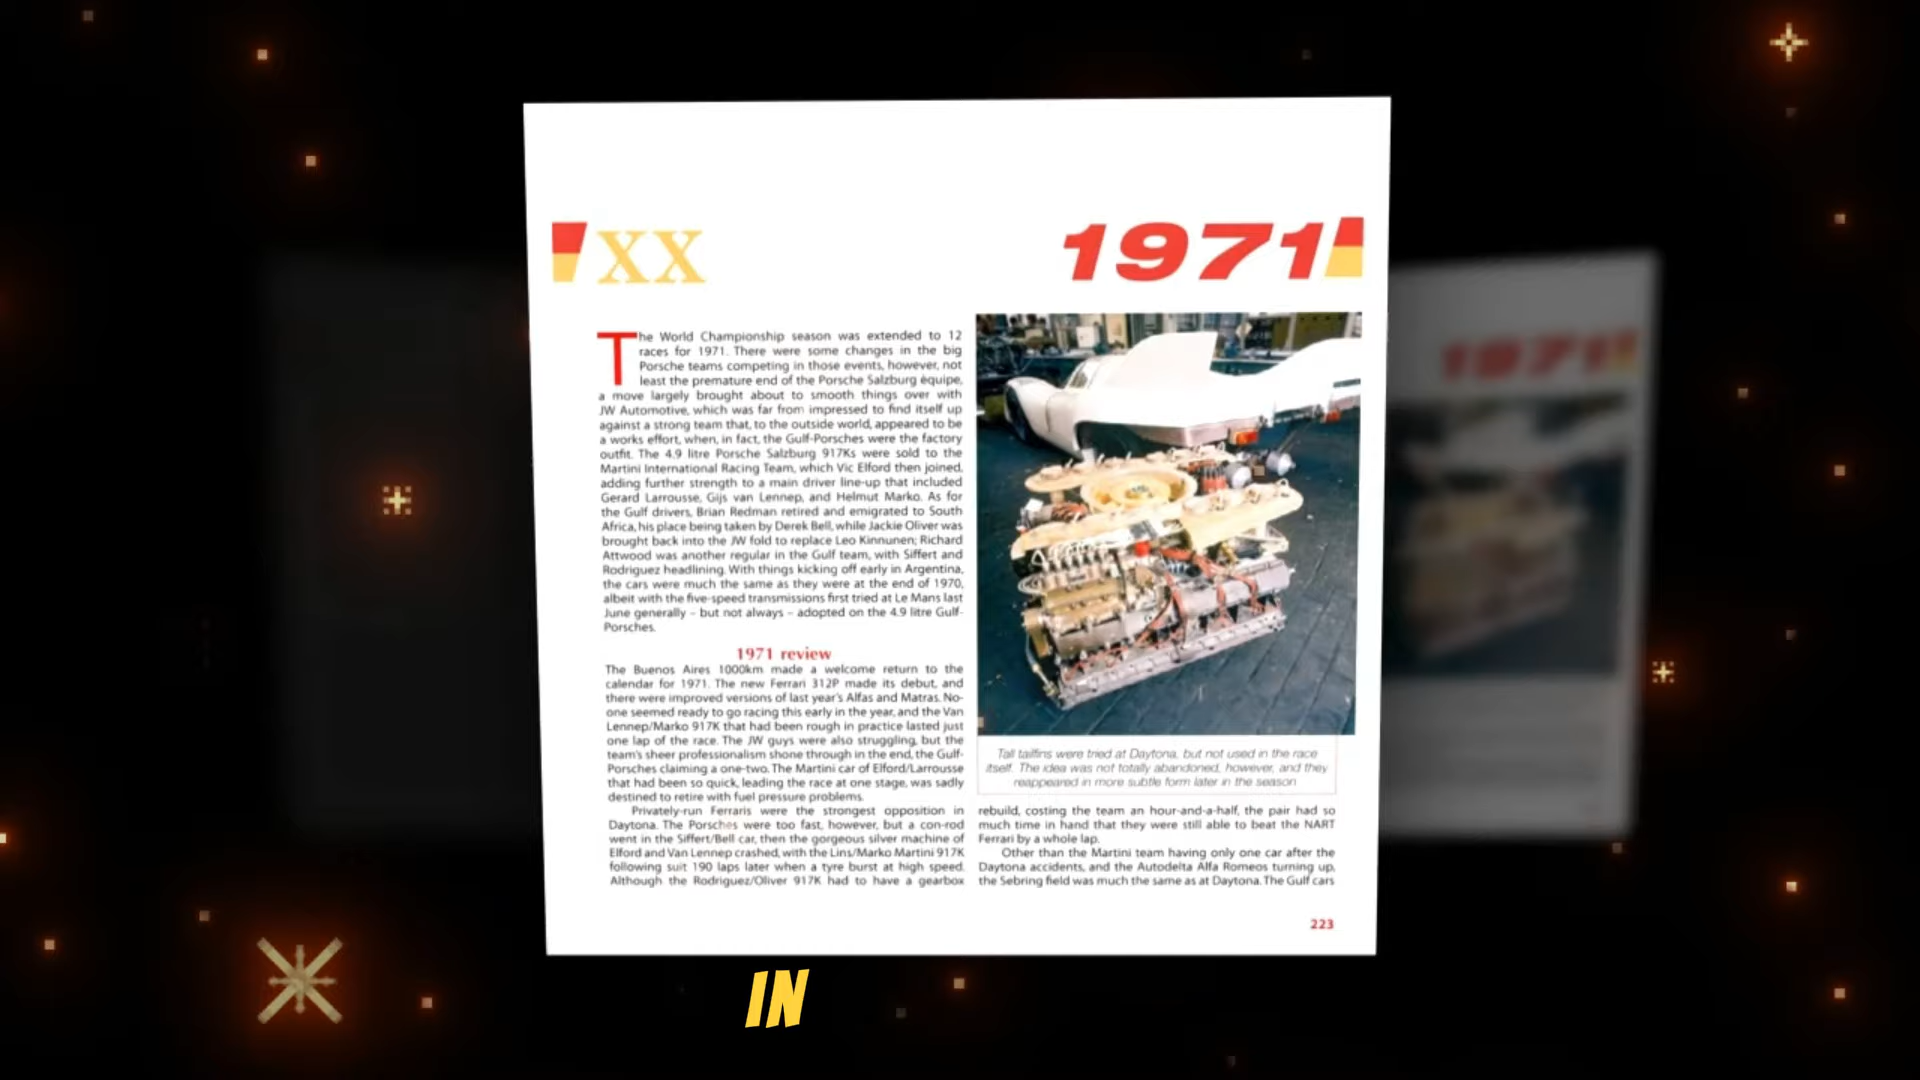 XX
1971
The World Championship season was extended to 12
races for 1971. There were some changes in the big
Porsche teams competing in those events, however, not
least the premature end of the Porsche Salzburg équipe,
a move largely brought about to smooth things over with
JW Automotive, which was far from impressed to find itself up
against a strong team that, to the outside world, appeared to be
a works effort, when, in fact, the Gulf-Porsches were the factory
outfit. The 4.9 litre Porsche Salzburg 917Ks were sold to the
Martini International Racing Team, which Vic Elford then joined,
adding further strength to a main driver line-up that included
Gerard Larrousse, Gijs van Lennep, and Helmut Marko. As for
the Gulf drivers, Brian Redman retired and emigrated to South
Africa, his place being taken by Derek Bell, while Jackie Oliver was
brought back into the JW fold to replace Leo Kinnunen; Richard
Attwood was another regular in the Gulf team, with Siffert and
Rodriguez headlining. With things kicking off early in Argentina,
the cars were much the same as they were at the end of 1970,
albeit with the five-speed transmissions first tried at Le Mans last
June generally – but not always – adopted on the 4.9 litre Gulf-
Porsches.
1971 review
The Buenos Aires 1000km made a welcome return to the
calendar for 1971. The new Ferrari 312P made its debut, and
there were improved versions of last year's Alfas and Matras. No-
one seemed ready to go racing this early in the year, and the Van
Lennep/Marko 917K that had been rough in practice lasted just
one lap of the race. The JW guys were also struggling, but the
team's sheer professionalism shone through in the end, the Gulf-
Porsches claiming a one-two. The Martini car of Elford/Larrousse
that had been so quick, leading the race at one stage, was sadly
destined to retire with fuel pressure problems.
Privately-run Ferraris were the strongest opposition in
Daytona. The Porsches were too fast, however, but a con-rod
went in the Siffert/Bell car, then the gorgeous silver machine of
Elford and Van Lennep crashed, with the Lins/Marko Martini 917K
following suit 190 laps later when a tyre burst at high speed.
Although the Rodriguez/Oliver 917K had to have a gearbox
Tall tailfins were tried at Daytona, but not used in the race
itself. The idea was not totally abandoned, however, and they
reappeared in more subtle form later in the season
rebuild, costing the team an hour-and-a-half, the pair had so
much time in hand that they were still able to beat the NART
Ferrari by a whole lap.
Other than the Martini team having only one car after the
Daytona accidents, and the Autodelta Alfa Romeos turning up,
the Sebring field was much the same as at Daytona. The Gulf cars
223
1971
IN